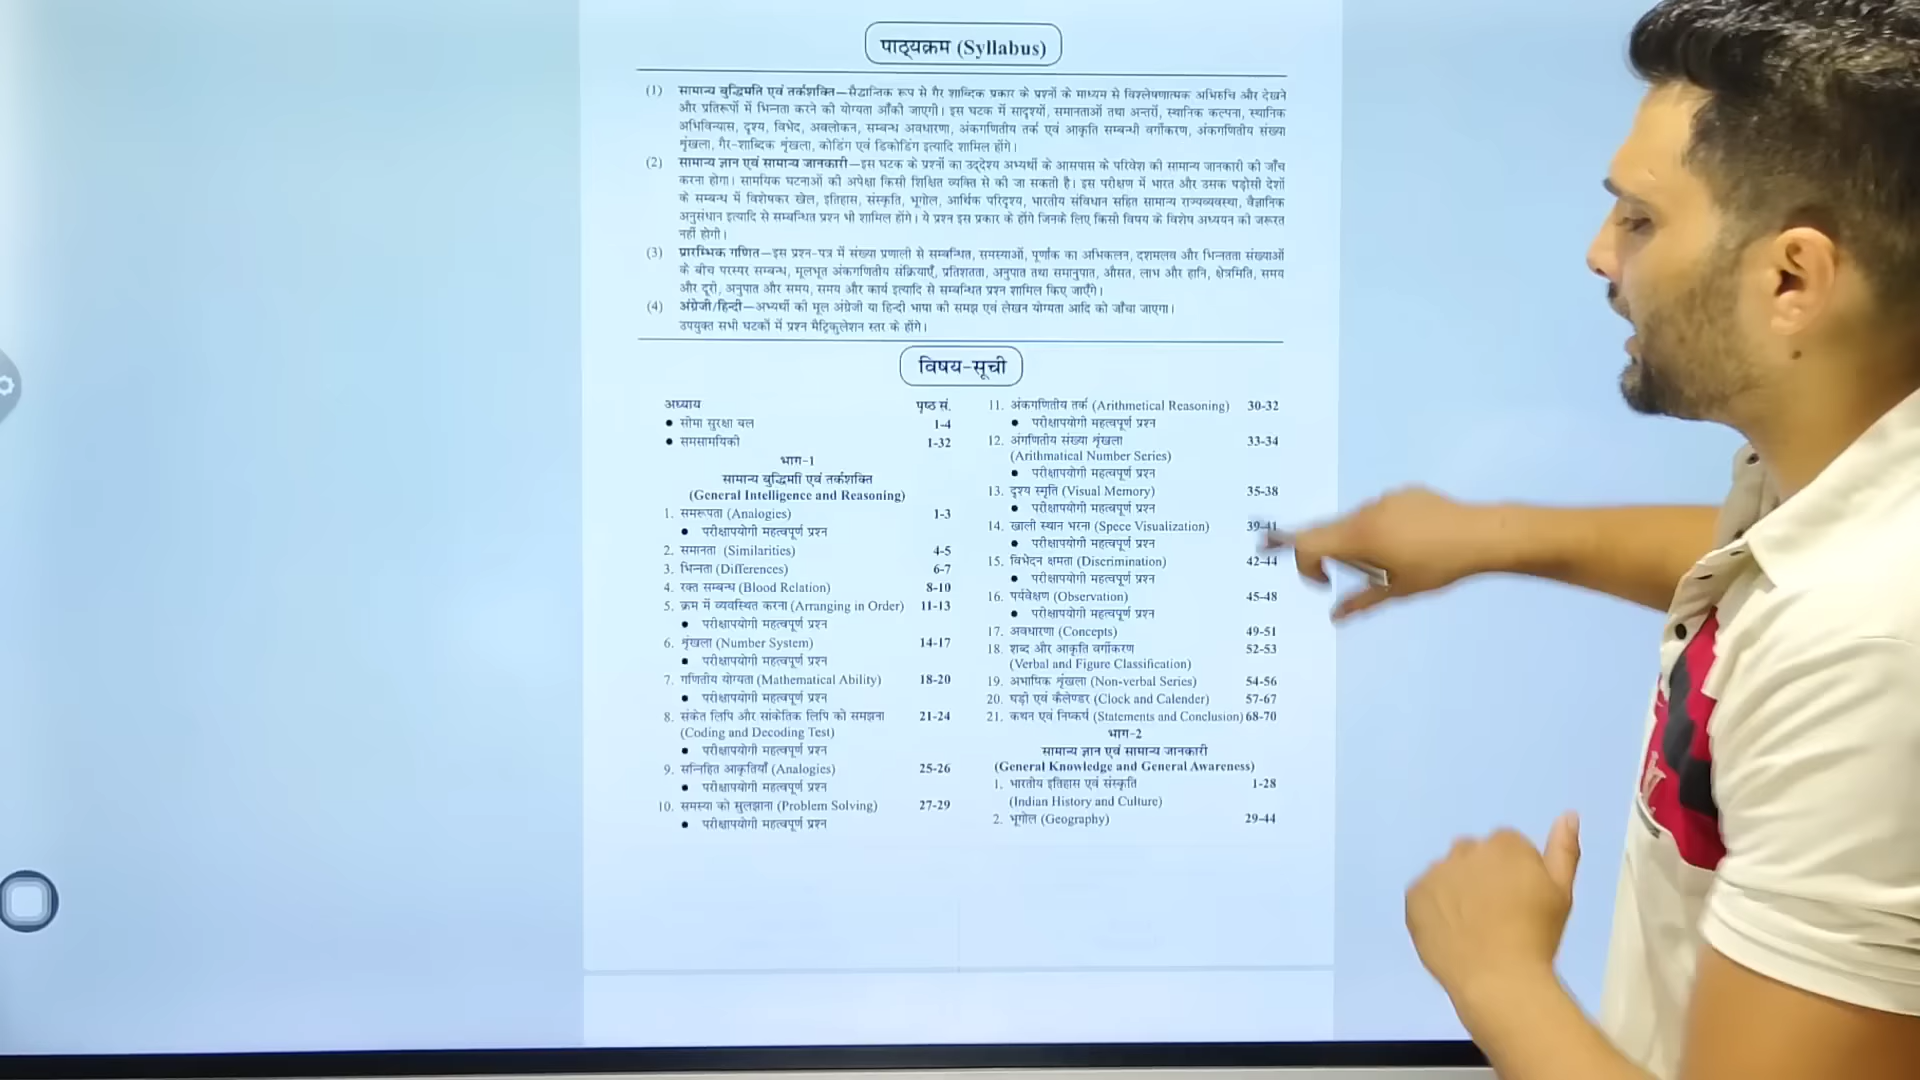 पाठ्यक्रम (Syllabus)
(1) सामान्य बुद्धिमति एवं तर्कशक्ति—सैद्धान्तिक रूप से गैर शाब्दिक प्रकार के प्रश्नों के माध्यम से विश्लेषणात्मक अभिरुचि और देखने
और प्रतिरूपों में भिन्नता करने की योग्यता आँकी जाएगी। इस घटक में सादृश्यों, समानताओं तथा अन्तरों, स्थानिक कल्पना, स्थानिक
अभिविन्यास, दृश्य, विभेद, अवलोकन, सम्बन्ध अवधारणा, अंकगणितीय तर्क एवं आकृति सम्बन्धी वर्गीकरण, अंकगणितीय संख्या
शृंखला, गैर-शाब्दिक शृंखला, कोडिंग एवं डिकोडिंग इत्यादि शामिल होंगे।
(2) सामान्य ज्ञान एवं सामान्य जानकारी—इस घटक के प्रश्नों का उद्देश्य अभ्यर्थी के आसपास के परिवेश की सामान्य जानकारी की जाँच
करना होगा। सामयिक घटनाओं की अपेक्षा किसी शिक्षित व्यक्ति से की जा सकती है। इस परीक्षण में भारत और उसक पड़ोसी देशों
के सम्बन्ध में विशेषकर खेल, इतिहास, संस्कृति, भूगोल, आर्थिक परिदृश्य, भारतीय संविधान सहित सामान्य राज्यव्यवस्था, वैज्ञानिक
अनुसंधान इत्यादि से सम्बन्धित प्रश्न भी शामिल होंगे। ये प्रश्न इस प्रकार के होंगे जिनके लिए किसी विषय के विशेष अध्ययन की जरूरत
नहीं होगी।
(3) प्रारम्भिक गणित—इस प्रश्न-पत्र में संख्या प्रणाली से सम्बन्धित, समस्याओं, पूर्णांक का अभिकलन, दशमलव और भिन्नतता संख्याओं
के बीच परस्पर सम्बन्ध, मूलभूत अंकगणितीय संक्रियाएँ, प्रतिशतता, अनुपात तथा समानुपात, औसत, लाभ और हानि, क्षेत्रमिति, समय
और दूरी, अनुपात और समय, समय और कार्य इत्यादि से सम्बन्धित प्रश्न शामिल किए जाएँगे।
(4) अंग्रेजी/हिन्दी—अभ्यर्थी की मूल अंग्रेजी या हिन्दी भाषा की समझ एवं लेखन योग्यता आदि को जाँचा जाएगा।
उपयुक्त सभी घटकों में प्रश्न मैट्रिकुलेशन स्तर के होंगे।
विषय-सूची
अध्याय पृष्ठ सं.
● सीमा सुरक्षा बल 1-4
● समसामयिकी 1-32
भाग-1
सामान्य बुद्धिमाि एवं तर्कशक्ति
(General Intelligence and Reasoning)
1. समरूपता (Analogies) 1-3
● परीक्षापयोगी महत्वपूर्ण प्रश्न
2. समानता (Similarities) 4-5
3. भिन्नता (Differences) 6-7
4. रक्त सम्बन्ध (Blood Relation) 8-10
5. क्रम में व्यवस्थित करना (Arranging in Order) 11-13
● परीक्षापयोगी महत्वपूर्ण प्रश्न
6. शृंखला (Number System) 14-17
● परीक्षापयोगी महत्वपूर्ण प्रश्न
7. गणितीय योग्यता (Mathematical Ability) 18-20
● परीक्षापयोगी महत्वपूर्ण प्रश्न
8. संकेत लिपि और सांकेतिक लिपि को समझना 21-24
(Coding and Decoding Test)
● परीक्षापयोगी महत्वपूर्ण प्रश्न
9. सन्निहित आकृतियाँ (Analogies) 25-26
● परीक्षापयोगी महत्वपूर्ण प्रश्न
10. समस्या को सुलझाना (Problem Solving) 27-29
● परीक्षापयोगी महत्वपूर्ण प्रश्न
11. अंकगणितीय तर्क (Arithmetical Reasoning) 30-32
● परीक्षापयोगी महत्वपूर्ण प्रश्न
12. अंगणितीय संख्या शृंखला 33-34
(Arithmatical Number Series)
● परीक्षापयोगी महत्वपूर्ण प्रश्न
13. दृश्य स्मृति (Visual Memory) 35-38
● परीक्षापयोगी महत्वपूर्ण प्रश्न
14. खाली स्थान भरना (Spece Visualization) 39-41
● परीक्षापयोगी महत्वपूर्ण प्रश्न
15. विभेदन क्षमता (Discrimination) 42-44
● परीक्षापयोगी महत्वपूर्ण प्रश्न
16. पर्यवेक्षण (Observation) 45-48
● परीक्षापयोगी महत्वपूर्ण प्रश्न
17. अवधारणा (Concepts) 49-51
18. शब्द और आकृति वर्गीकरण 52-53
(Verbal and Figure Classification)
19. अभाषिक शृंखला (Non-verbal Series) 54-56
20. घड़ी एवं कैलेण्डर (Clock and Calender) 57-67
21. कथन एवं निष्कर्ष (Statements and Conclusion) 68-70
भाग-2
सामान्य ज्ञान एवं सामान्य जानकारी
(General Knowledge and General Awareness)
1. भारतीय इतिहास एवं संस्कृति 1-28
(Indian History and Culture)
2. भूगोल (Geography) 29-44